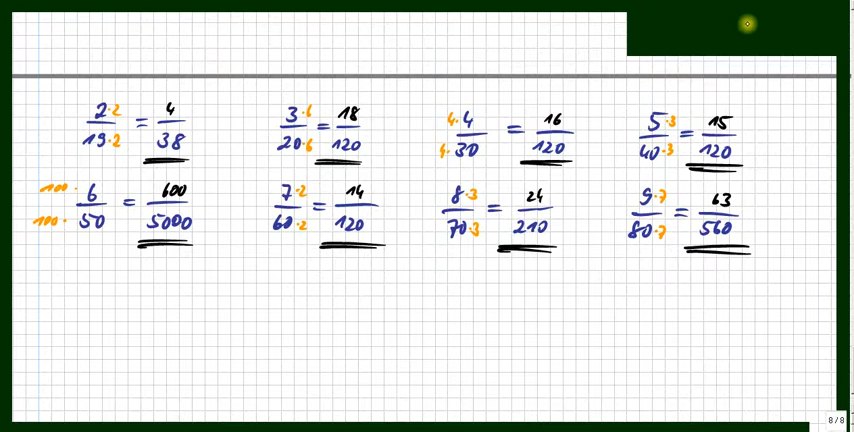 2·2/19·2 = 4/38 3·6/20·6 = 18/120 4·4/4·30 = 16/120 5·3/40·3 = 15/120
100·6/100·50 = 600/5000 7·2/60·2 = 14/120 8·3/70·3 = 24/210 9·7/80·7 = 63/560
8/8